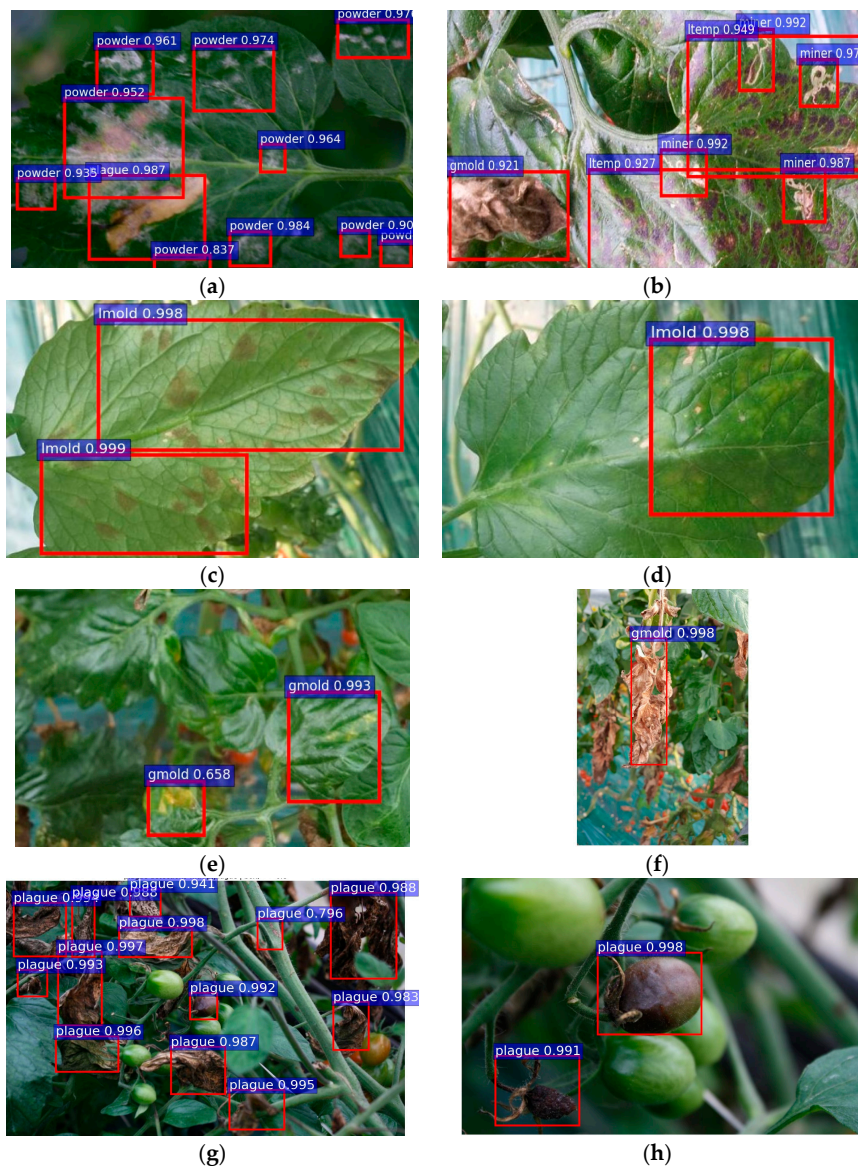 powder 0.961
powder 0.974
powder 0.952
powder 0.964
powder 0.935
plague 0.987
powder 0.984
powder 0.837
(a)
miner 0.992
ltemp 0.949
miner 0.992
gmold 0.921
ltemp 0.927
miner 0.987
(b)
lmold 0.998
lmold 0.999
(c)
lmold 0.998
(d)
gmold 0.993
gmold 0.658
(e)
gmold 0.998
(f)
plague 0.941
plague 0.988
plague 0.988
plague 0.796
plague 0.998
plague 0.997
plague 0.993
plague 0.992
plague 0.983
plague 0.996
plague 0.987
plague 0.995
(g)
plague 0.998
plague 0.991
(h)